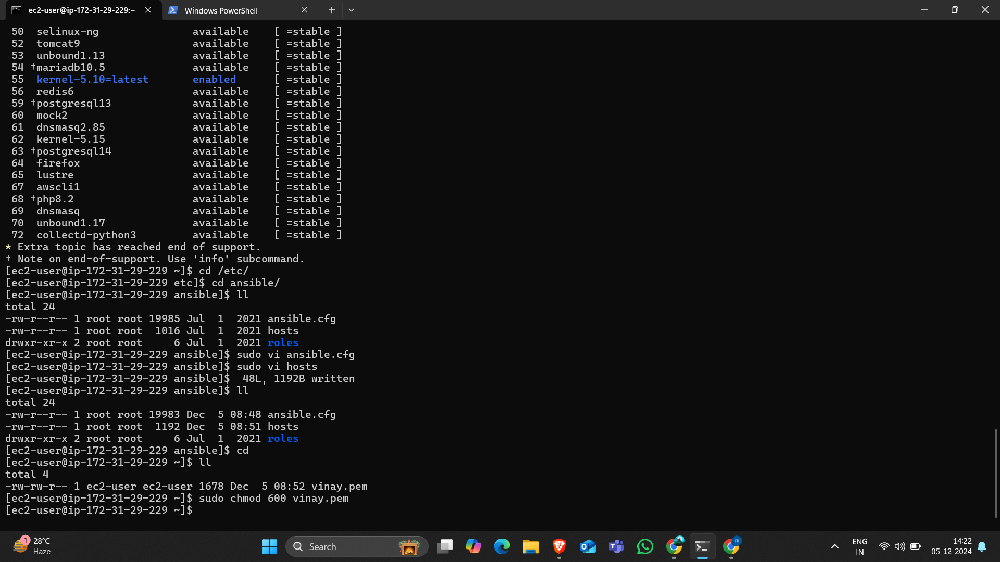 ec2-user@ip-172-31-29-229:~
Windows PowerShell
50 selinux-ng available [ =stable ]
52 tomcat9 available [ =stable ]
53 unbound1.13 available [ =stable ]
54 †mariadb10.5 available [ =stable ]
55 kernel-5.10=latest enabled [ =stable ]
56 redis6 available [ =stable ]
59 †postgresql13 available [ =stable ]
60 mock2 available [ =stable ]
61 dnsmasq2.85 available [ =stable ]
62 kernel-5.15 available [ =stable ]
63 †postgresql14 available [ =stable ]
64 firefox available [ =stable ]
65 lustre available [ =stable ]
67 awscli1 available [ =stable ]
68 †php8.2 available [ =stable ]
69 dnsmasq available [ =stable ]
70 unbound1.17 available [ =stable ]
72 collectd-python3 available [ =stable ]
* Extra topic has reached end of support.
† Note on end-of-support. Use 'info' subcommand.
[ec2-user@ip-172-31-29-229 ~]$ cd /etc/
[ec2-user@ip-172-31-29-229 etc]$ cd ansible/
[ec2-user@ip-172-31-29-229 ansible]$ ll
total 24
-rw-r--r-- 1 root root 19985 Jul 1 2021 ansible.cfg
-rw-r--r-- 1 root root 1016 Jul 1 2021 hosts
drwxr-xr-x 2 root root 6 Jul 1 2021 roles
[ec2-user@ip-172-31-29-229 ansible]$ sudo vi ansible.cfg
[ec2-user@ip-172-31-29-229 ansible]$ sudo vi hosts
[ec2-user@ip-172-31-29-229 ansible]$ 48L, 1192B written
[ec2-user@ip-172-31-29-229 ansible]$ ll
total 24
-rw-r--r-- 1 root root 19983 Dec 5 08:48 ansible.cfg
-rw-r--r-- 1 root root 1192 Dec 5 08:51 hosts
drwxr-xr-x 2 root root 6 Jul 1 2021 roles
[ec2-user@ip-172-31-29-229 ansible]$ cd
[ec2-user@ip-172-31-29-229 ~]$ ll
total 4
-rw-rw-r-- 1 ec2-user ec2-user 1678 Dec 5 08:52 vinay.pem
[ec2-user@ip-172-31-29-229 ~]$ sudo chmod 600 vinay.pem
[ec2-user@ip-172-31-29-229 ~]$
1
28°C
Haze
Search
ENG
IN
14:22
05-12-2024